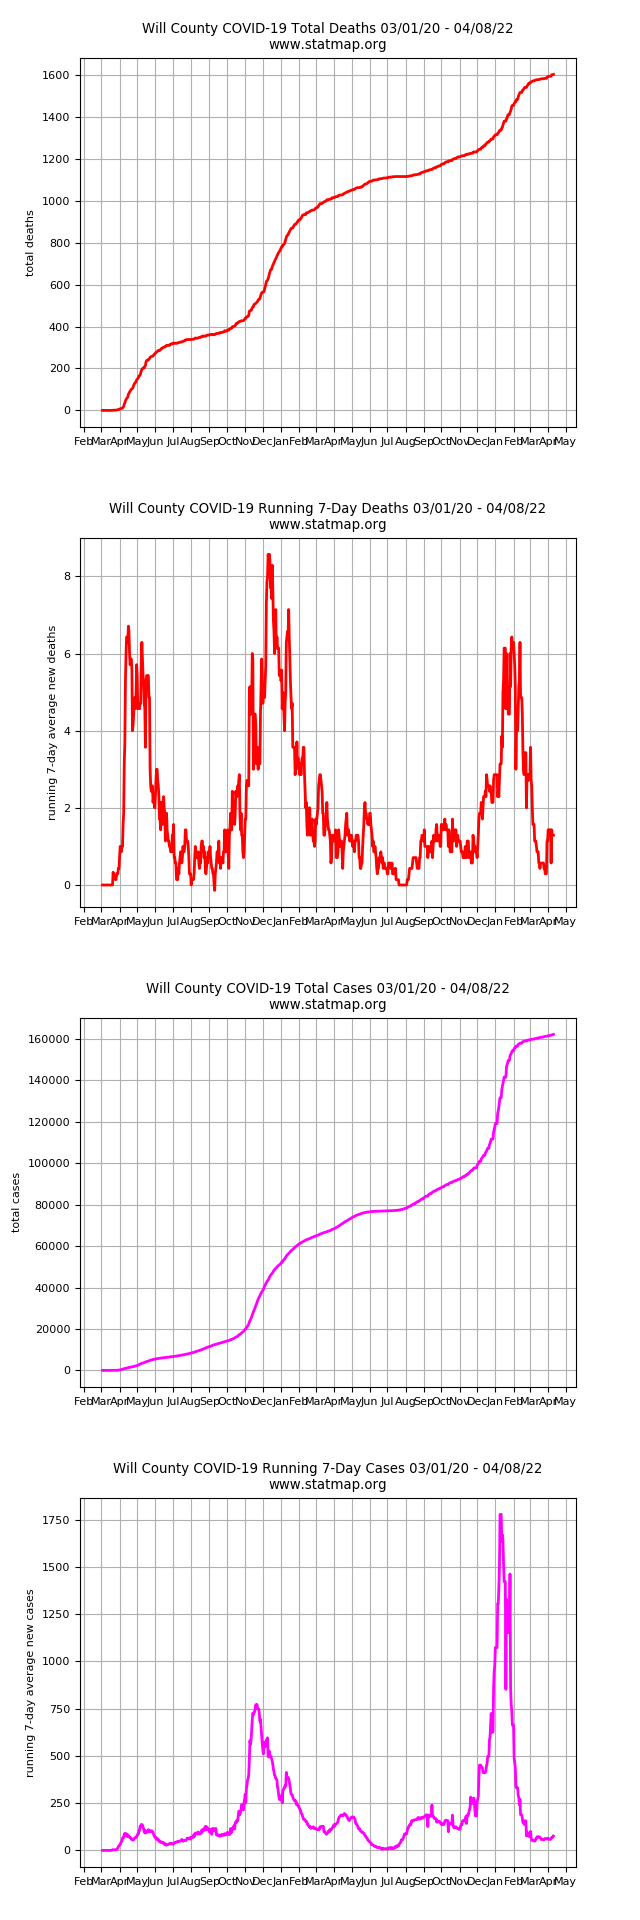 Will County COVID-19 Total Deaths 03/01/20 - 04/08/22
www.statmap.org
1600
1400
1200
1000
800
600
400
200
0
total deaths
Feb Mar Apr May Jun Jul Aug Sep Oct Nov Dec Jan Feb Mar Apr May Jun Jul Aug Sep Oct Nov Dec Jan Feb Mar Apr May
Will County COVID-19 Running 7-Day Deaths 03/01/20 - 04/08/22
www.statmap.org
8
6
4
2
0
running 7-day average new deaths
Feb Mar Apr May Jun Jul Aug Sep Oct Nov Dec Jan Feb Mar Apr May Jun Jul Aug Sep Oct Nov Dec Jan Feb Mar Apr May
Will County COVID-19 Total Cases 03/01/20 - 04/08/22
www.statmap.org
160000
140000
120000
100000
80000
60000
40000
20000
0
total cases
Feb Mar Apr May Jun Jul Aug Sep Oct Nov Dec Jan Feb Mar Apr May Jun Jul Aug Sep Oct Nov Dec Jan Feb Mar Apr May
Will County COVID-19 Running 7-Day Cases 03/01/20 - 04/08/22
www.statmap.org
1750
1500
1250
1000
750
500
250
0
running 7-day average new cases
Feb Mar Apr May Jun Jul Aug Sep Oct Nov Dec Jan Feb Mar Apr May Jun Jul Aug Sep Oct Nov Dec Jan Feb Mar Apr May